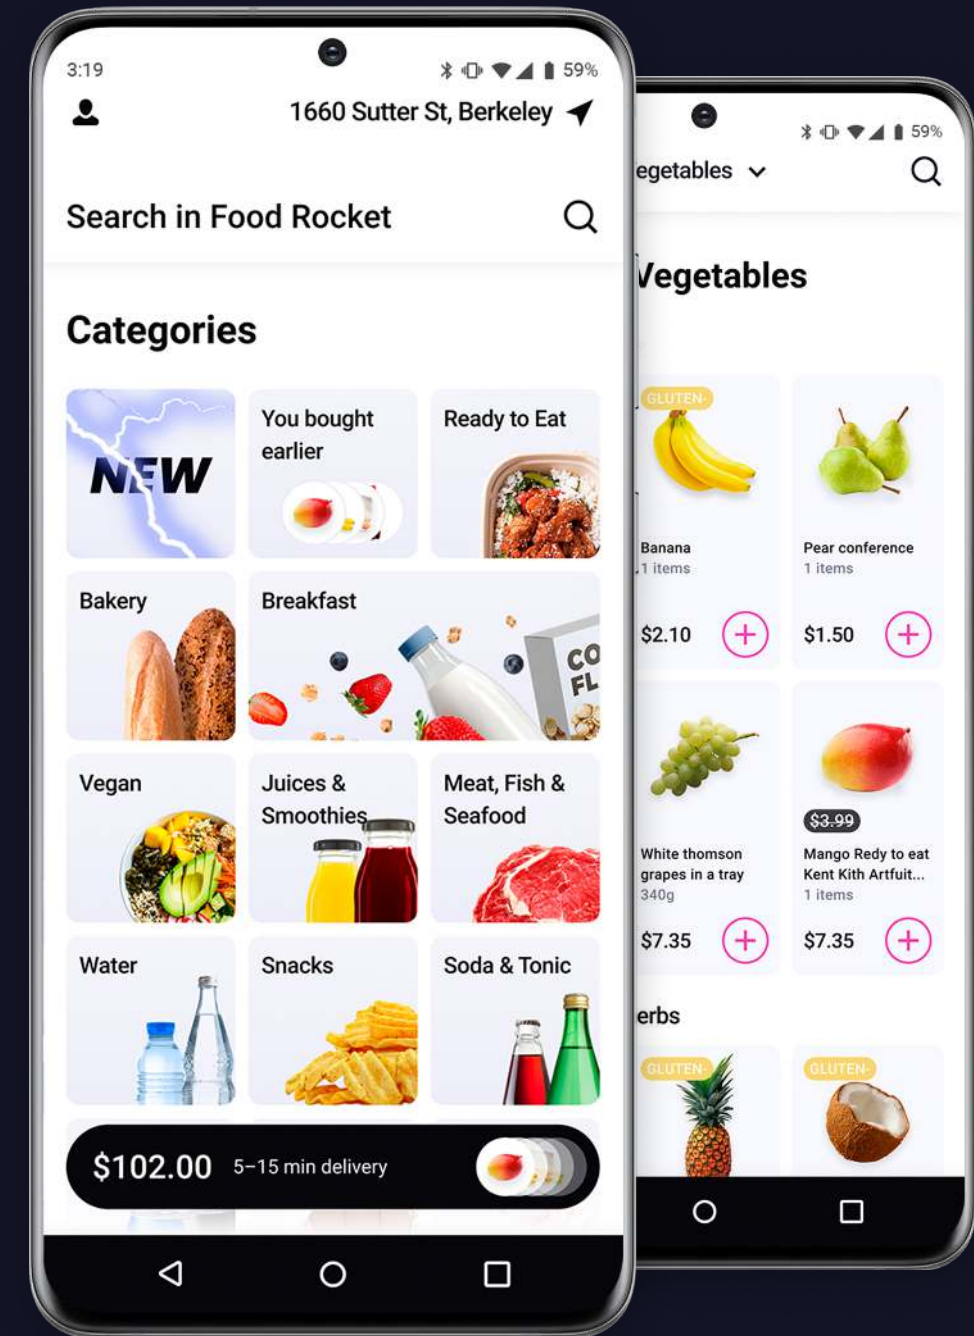 3:19
59%
1660 Sutter St, Berkeley
Search in Food Rocket
Categories
NEW
You bought
earlier
Ready to Eat
Bakery
Breakfast
CO
FL
Vegan
Juices &
Smoothies
Meat, Fish &
Seafood
Water
Snacks
Soda & Tonic
$102.00
5–15 min delivery
59%
egetables
Vegetables
GLUTEN-
Banana
1 items
$2.10
Pear conference
1 items
$1.50
White thomson
grapes in a tray
340g
$7.35
$3.99
Mango Redy to eat
Kent Kith Artfuit...
1 items
$7.35
erbs
GLUTEN-
GLUTEN-